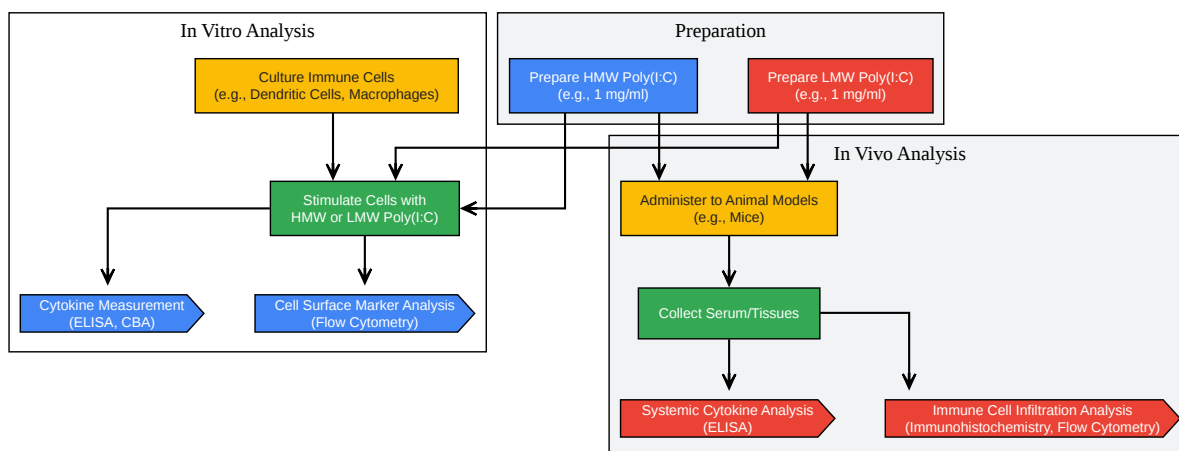 In Vitro Analysis
Culture Immune Cells
(e.g., Dendritic Cells, Macrophages)
Stimulate Cells with
HMW or LMW Poly(I:C)
Cytokine Measurement
(ELISA, CBA)
Cell Surface Marker Analysis
(Flow Cytometry)
Preparation
Prepare HMW Poly(I:C)
(e.g., 1 mg/ml)
Prepare LMW Poly(I:C)
(e.g., 1 mg/ml)
In Vivo Analysis
Administer to Animal Models
(e.g., Mice)
Collect Serum/Tissues
Systemic Cytokine Analysis
(ELISA)
Immune Cell Infiltration Analysis
(Immunohistochemistry, Flow Cytometry)